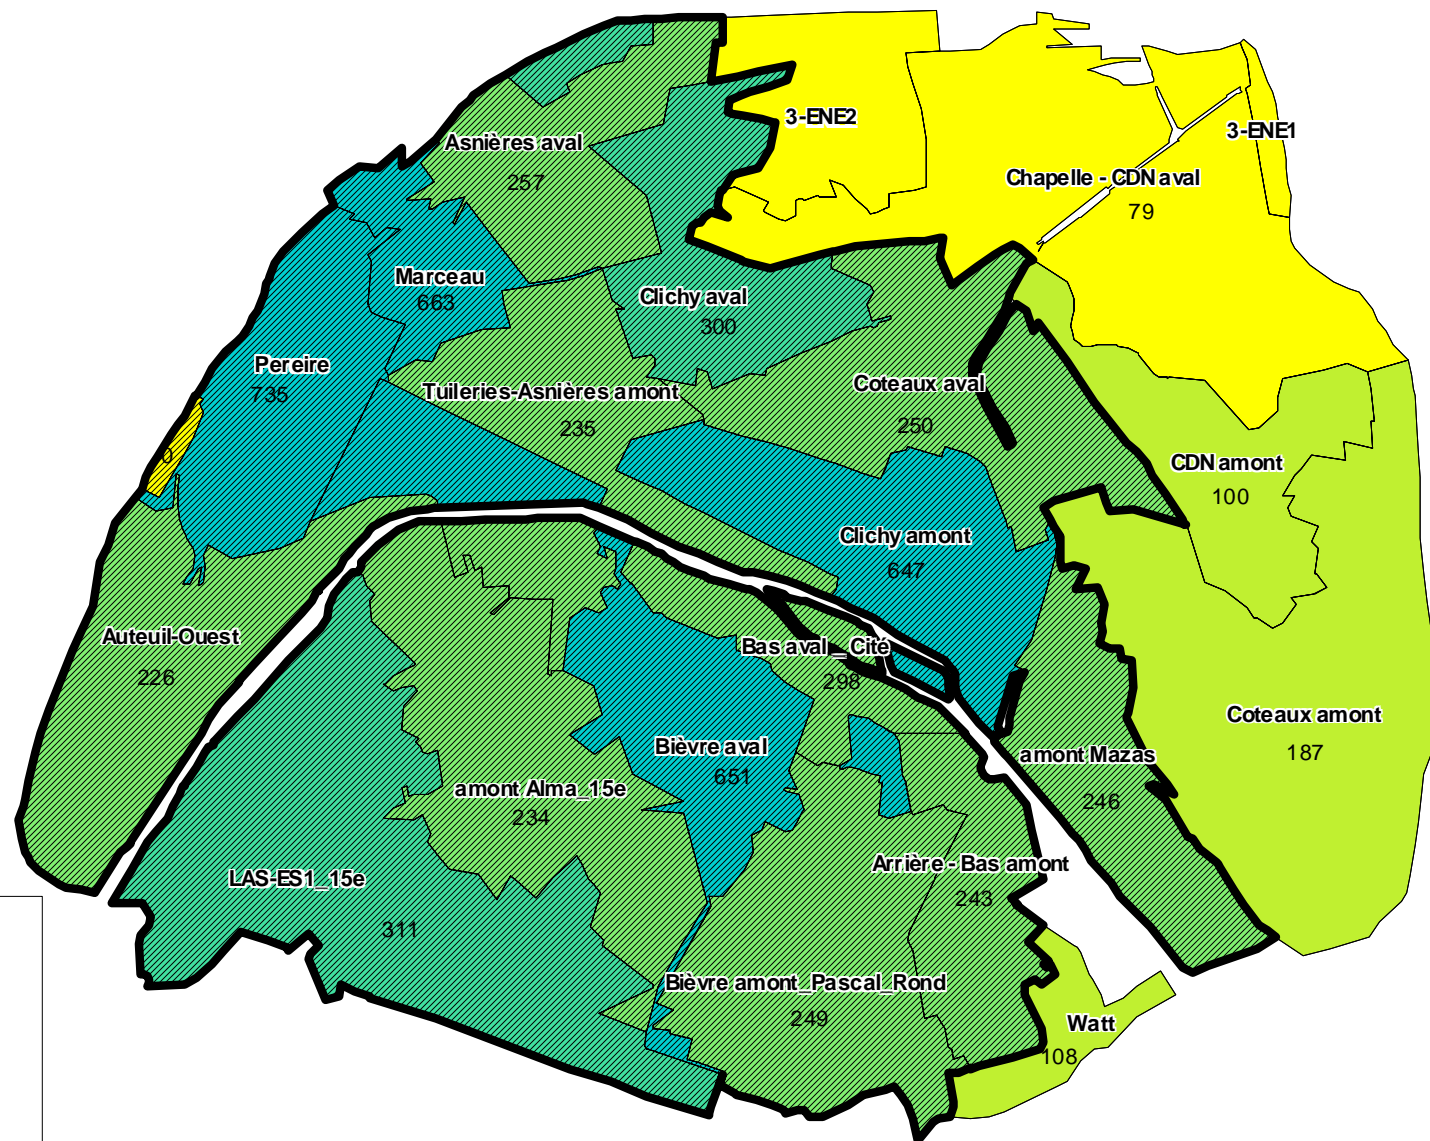 3-ENE2
3-ENE1
Asnières aval
257
Chapelle - CDN aval
79
Marceau
663
Clichy aval
300
Pereire
735
Tuileries-Asnières amont
235
Coteaux aval
250
0
CDN amont
100
Clichy amont
647
Auteuil-Ouest
226
Bas aval _ Cité
298
Coteaux amont
187
Bièvre aval
651
amont Mazas
246
amont Alma_15e
234
Arrière - Bas amont
243
LAS-ES1_15e
311
Bièvre amont_Pascal_Rond
249
Watt
108